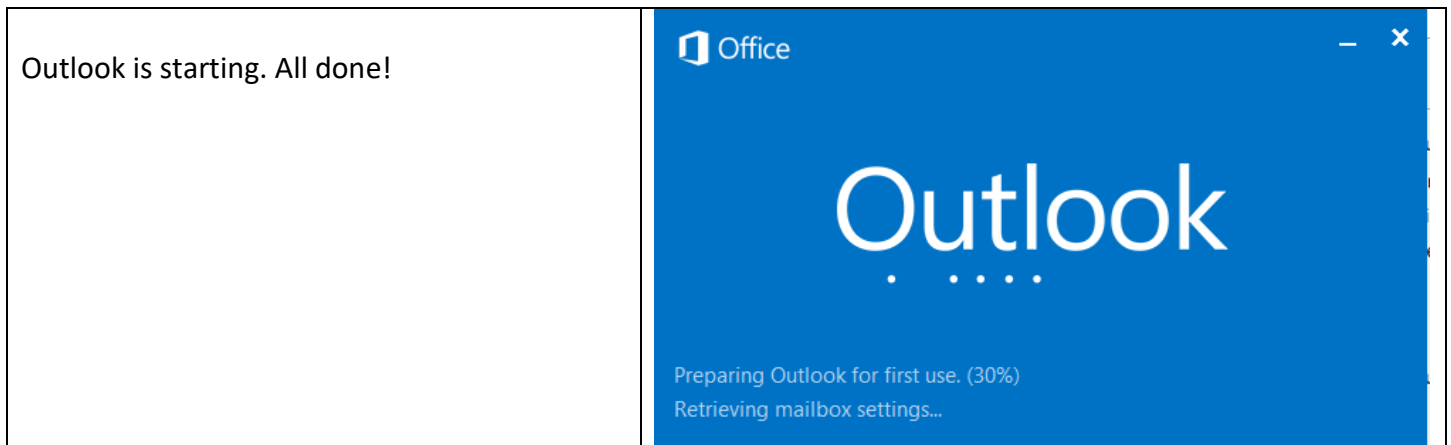 Outlook is starting. All done!
Office
Outlook
Preparing Outlook for first use. (30%)
Retrieving mailbox settings...